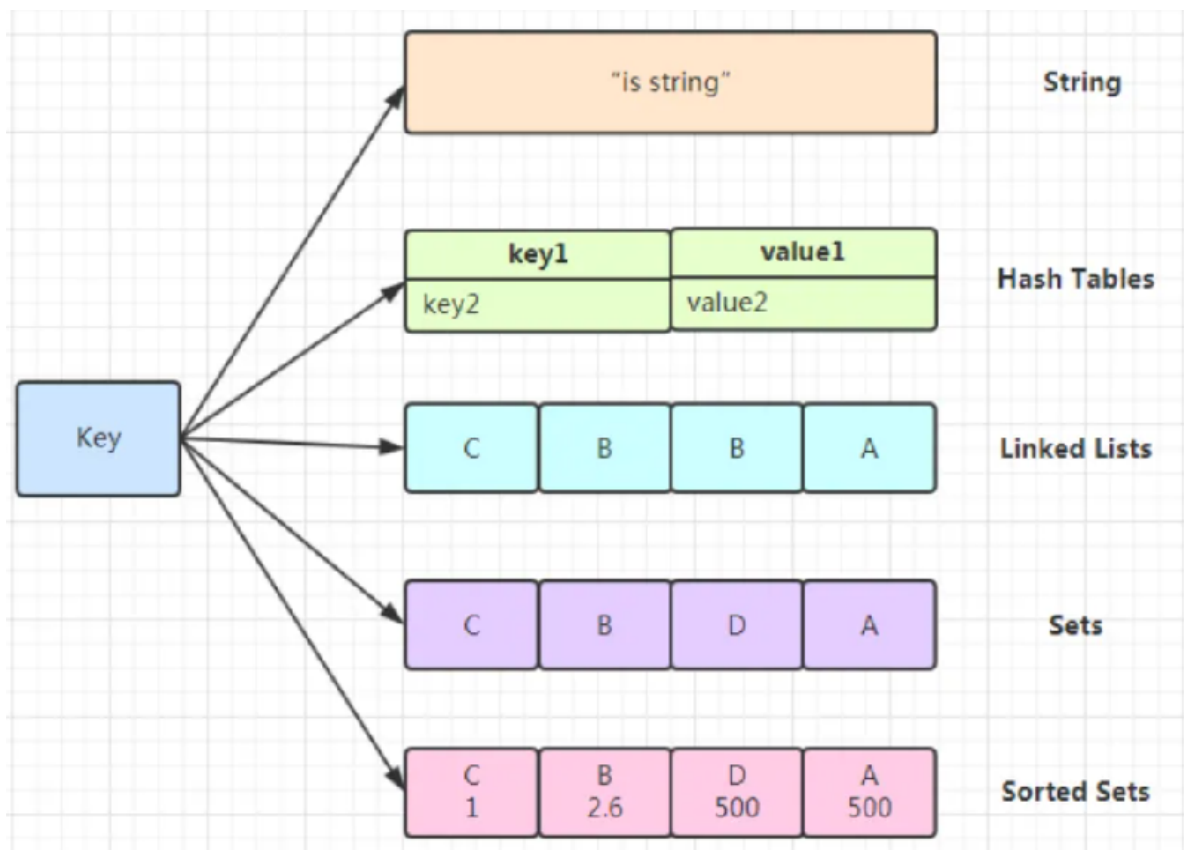 "is string"
String
key1 value1
key2 value2
Hash Tables
Key
C B B A
Linked Lists
C B D A
Sets
C B D A
1 2.6 500 500
Sorted Sets